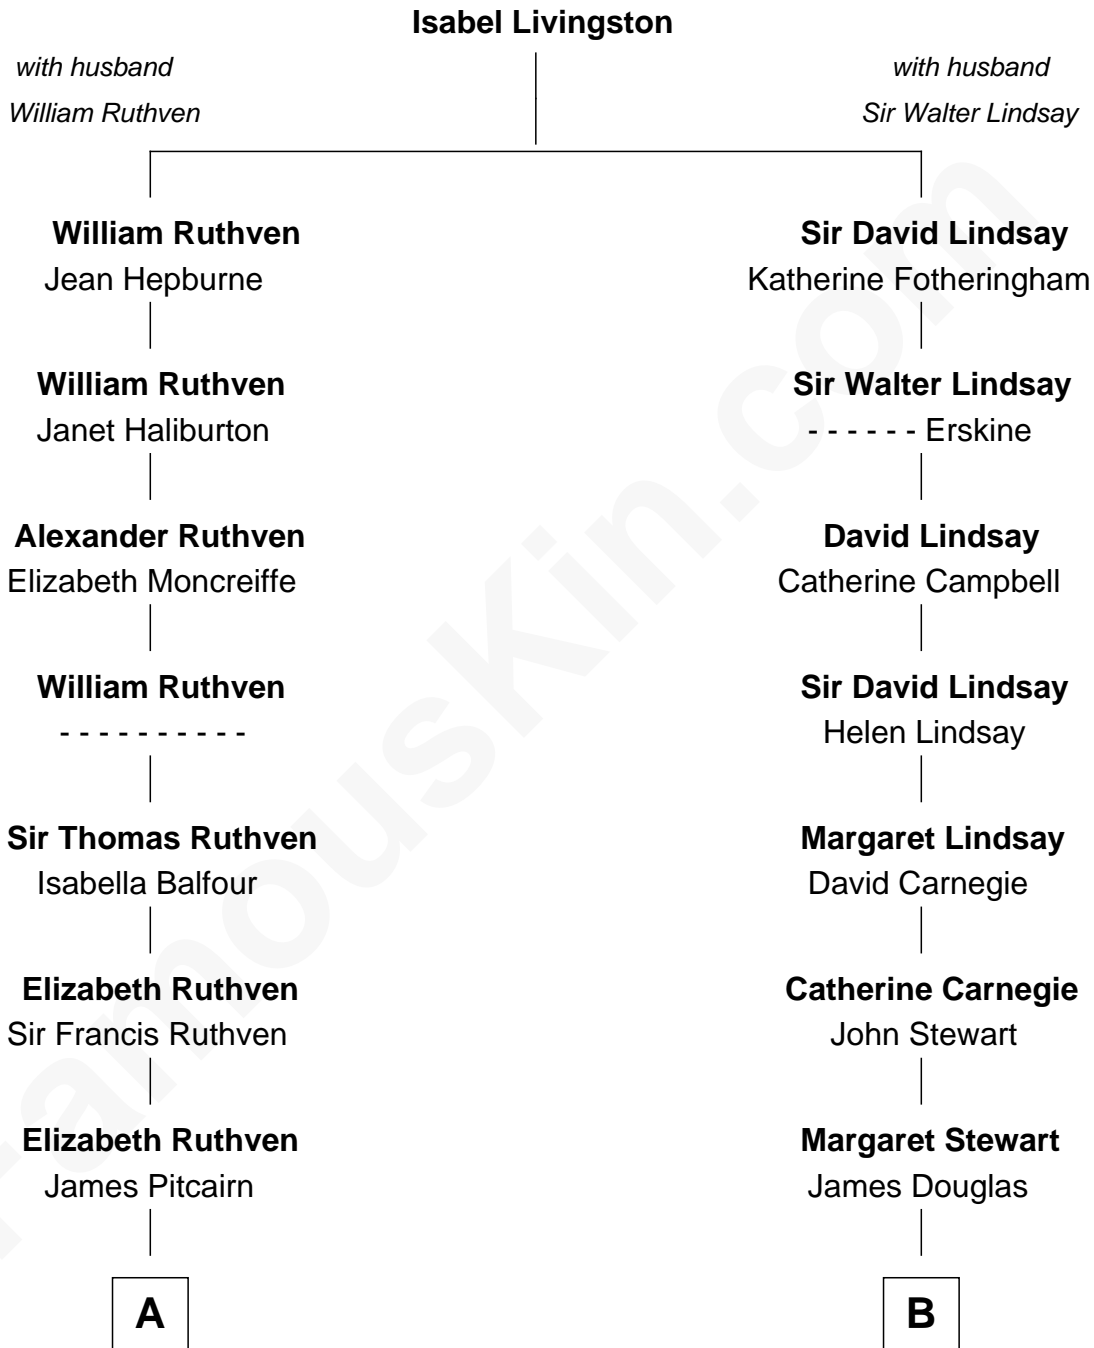 Isabel Livingston
with husband
William Ruthven
with husband
Sir Walter Lindsay
William Ruthven
Jean Hepburne
Sir David Lindsay
Katherine Fotheringham
William Ruthven
Janet Haliburton
Sir Walter Lindsay
- - - - - - Erskine
Alexander Ruthven
Elizabeth Moncreiffe
David Lindsay
Catherine Campbell
William Ruthven
- - - - - - - - - -
Sir David Lindsay
Helen Lindsay
Sir Thomas Ruthven
Isabella Balfour
Margaret Lindsay
David Carnegie
Elizabeth Ruthven
Sir Francis Ruthven
Catherine Carnegie
John Stewart
Elizabeth Ruthven
James Pitcairn
Margaret Stewart
James Douglas
A
B
FamousKin.com